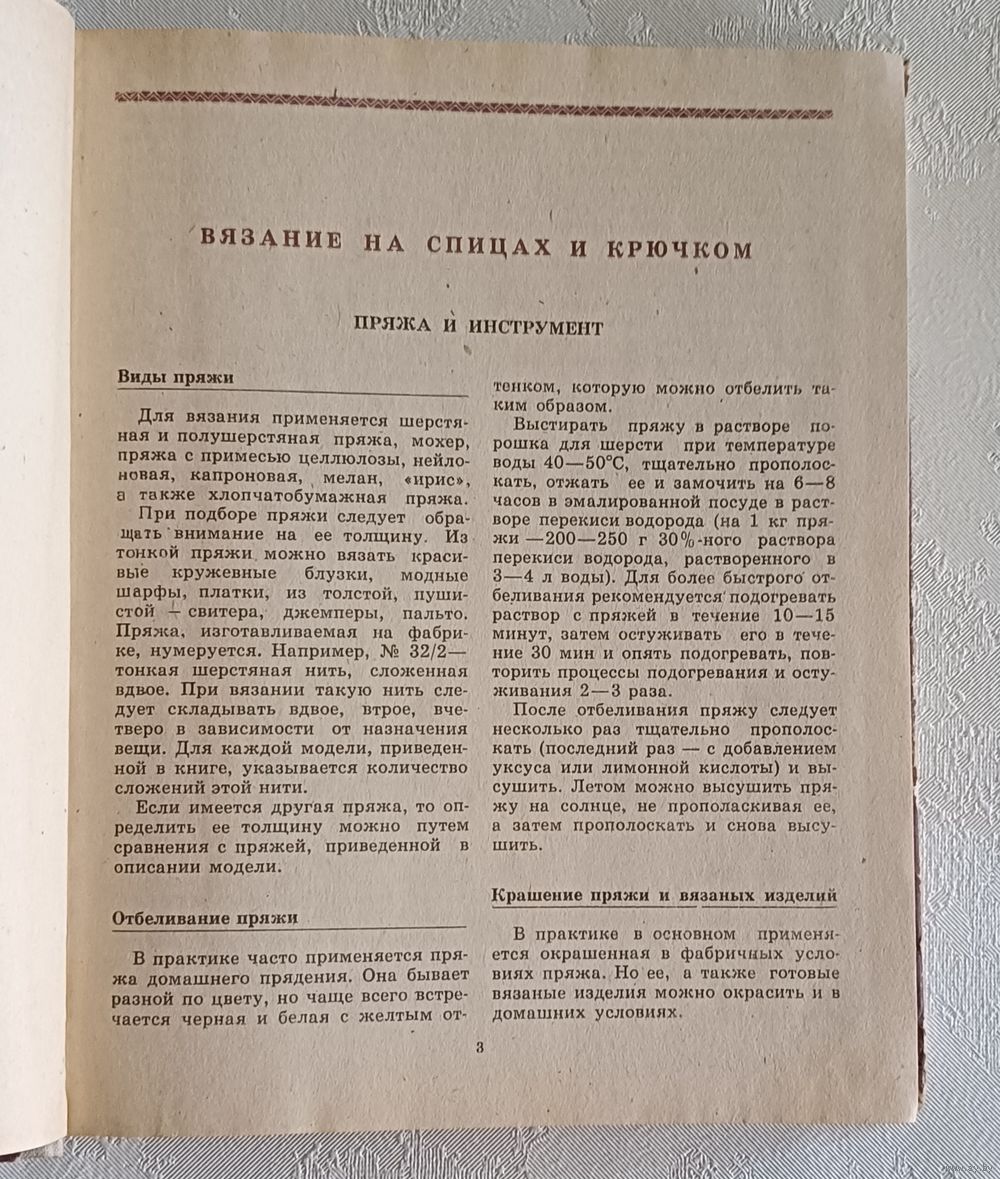 ВЯЗАНИЕ НА СПИЦАХ И КРЮЧКОМ
ПРЯЖА И ИНСТРУМЕНТ
Виды пряжи
Для вязания применяется шерстя-
ная и полушерстяная пряжа, мохер,
пряжа с примесью целлюлозы, нейло-
новая, капроновая, мелан, «ирис»,
а также хлопчатобумажная пряжа.
При подборе пряжи следует обра-
щать внимание на ее толщину. Из
тонкой пряжи можно вязать краси-
вые кружевные блузки, модные
шарфы, платки, из толстой, пуши-
стой — свитера, джемперы, пальто.
Пряжа, изготавливаемая на фабри-
ке, нумеруется. Например, № 32/2—
тонкая шерстяная нить, сложенная
вдвое. При вязании такую нить сле-
дует складывать вдвое, втрое, вче-
тверо в зависимости от назначения
вещи. Для каждой модели, приведен-
ной в книге, указывается количество
сложений этой нити.
Если имеется другая пряжа, то оп-
ределить ее толщину можно путем
сравнения с пряжей, приведенной в
описании модели.
Отбеливание пряжи
В практике часто применяется пря-
жа домашнего прядения. Она бывает
разной по цвету, но чаще всего встре-
чается черная и белая с желтым от-
тенком, которую можно отбелить та-
ким образом.
Выстирать пряжу в растворе по-
рошка для шерсти при температуре
воды 40—50°С, тщательно прополос-
кать, отжать ее и замочить на 6—8
часов в эмалированной посуде в раст-
воре перекиси водорода (на 1 кг пря-
жи —200—250 г 30%-ного раствора
перекиси водорода, растворенного в
3—4 л воды). Для более быстрого от-
беливания рекомендуется подогревать
раствор с пряжей в течение 10—15
минут, затем остуживать его в тече-
ние 30 мин и опять подогревать, пов-
торить процессы подогревания и осту-
живания 2—3 раза.
После отбеливания пряжу следует
несколько раз тщательно прополос-
кать (последний раз — с добавлением
уксуса или лимонной кислоты) и вы-
сушить. Летом можно высушить пря-
жу на солнце, не прополаскивая ее,
а затем прополоскать и снова высу-
шить.
Крашение пряжи и вязаных изделий
В практике в основном применя-
ется окрашенная в фабричных усло-
виях пряжа. Но ее, а также готовые
вязаные изделия можно окрасить и в
домашних условиях.
3
www.ay.by